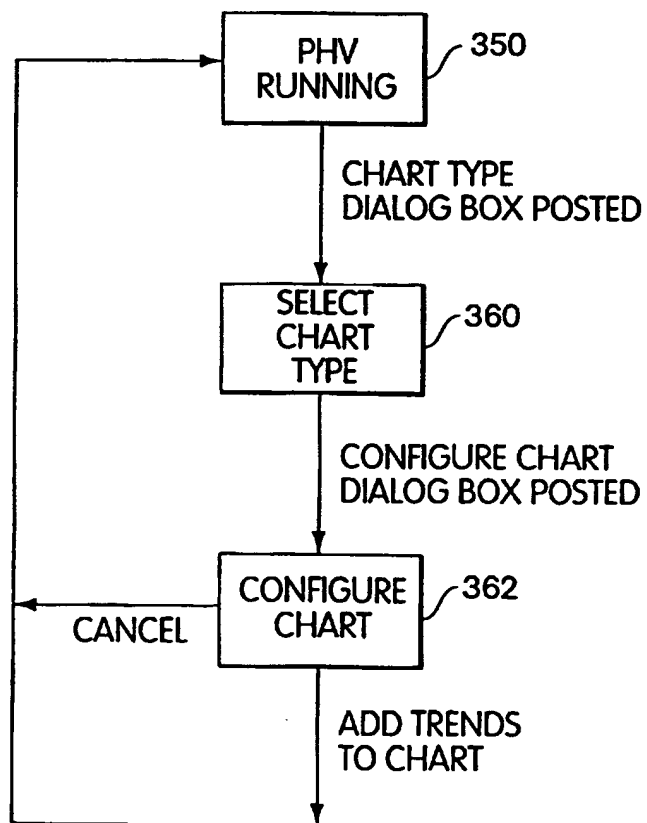 PHV
RUNNING
350
CHART TYPE
DIALOG BOX POSTED
SELECT
CHART
TYPE
360
CONFIGURE CHART
DIALOG BOX POSTED
CONFIGURE
CHART
362
CANCEL
ADD TRENDS
TO CHART